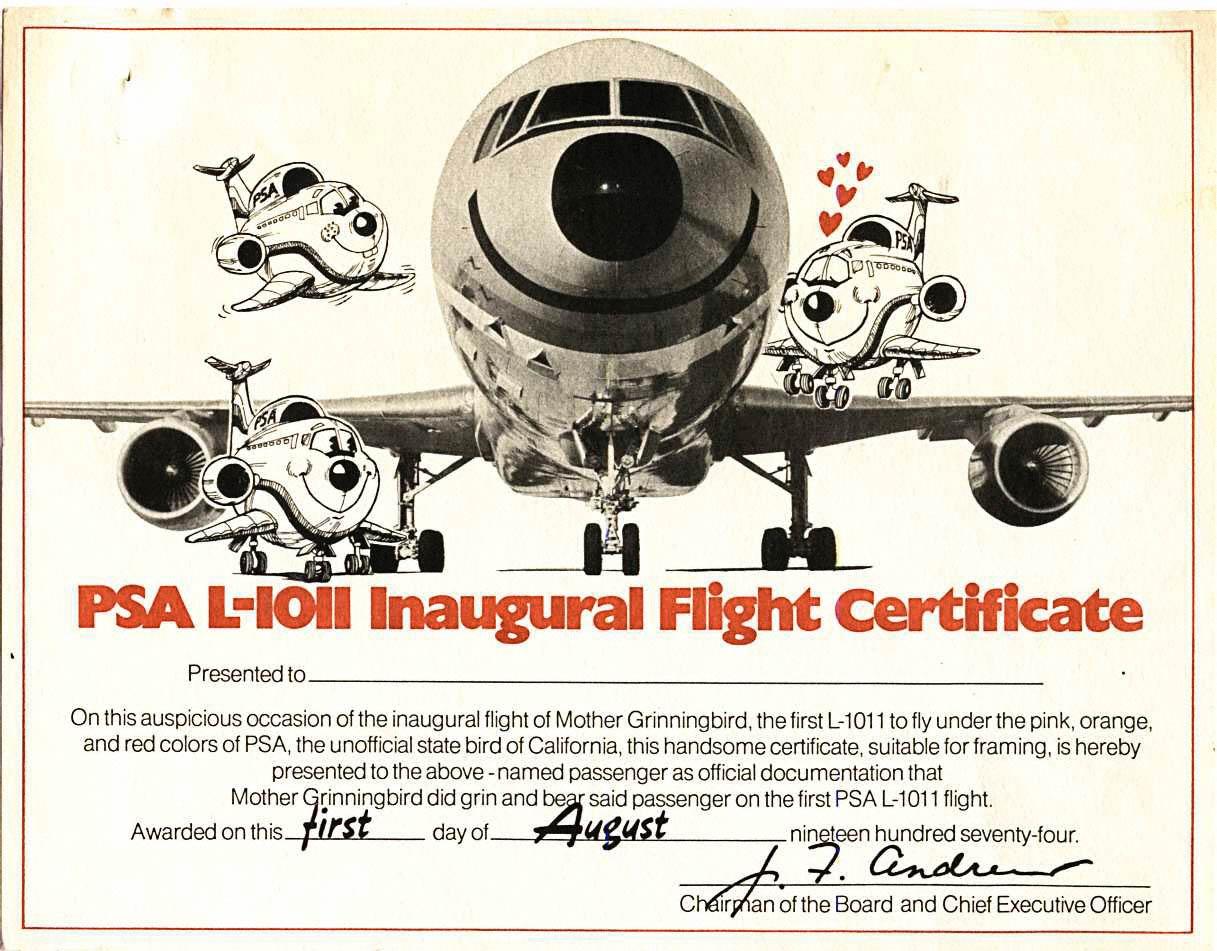 PSA
PSA
PSA
PSA L-1011 Inaugural Flight Certificate
Presented to
On this auspicious occasion of the inaugural flight of Mother Grinningbird, the first L-1011 to fly under the pink, orange,
and red colors of PSA, the unofficial state bird of California, this handsome certificate, suitable for framing, is hereby
presented to the above - named passenger as official documentation that
Mother Grinningbird did grin and bear said passenger on the first PSA L-1011 flight.
Awarded on this first day of August nineteen hundred seventy-four.
J. F. Andrews
Chairman of the Board and Chief Executive Officer